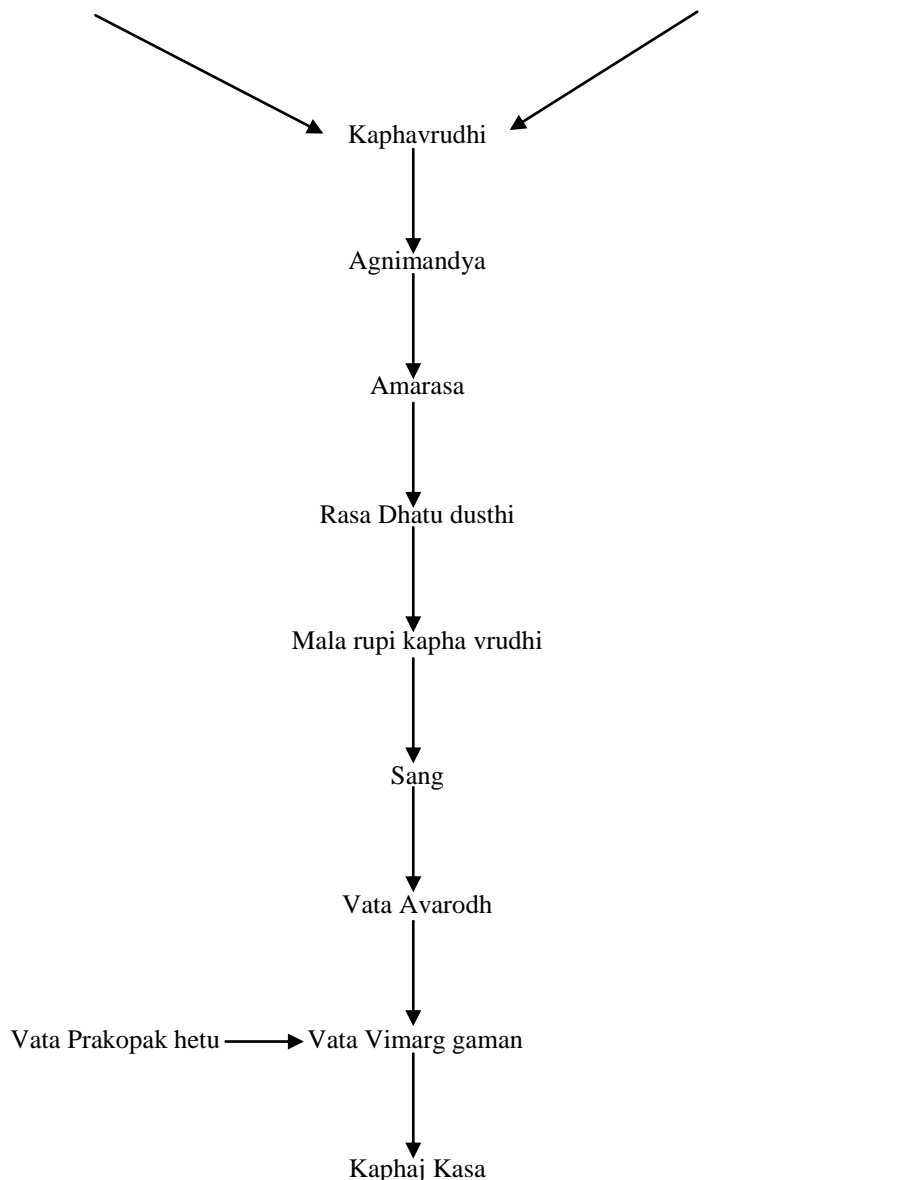 Kaphavrudhi
Agnimandya
Amarasa
Rasa Dhatu dusthi
Mala rupi kapha vrudhi
Sang
Vata Avarodh
Vata Prakopak hetu Vata Vimarg gaman
Kaphaj Kasa